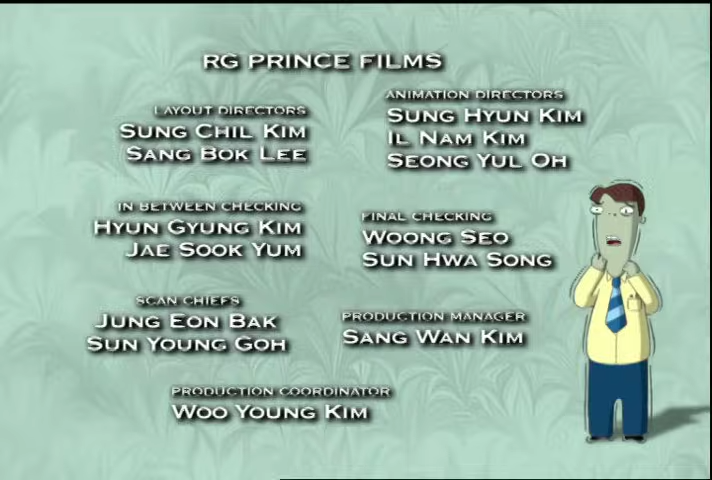 RG PRINCE FILMS
LAYOUT DIRECTORS
SUNG CHIL KIM
SANG BOK LEE
ANIMATION DIRECTORS
SUNG HYUN KIM
IL NAM KIM
SEONG YUL OH
IN BETWEEN CHECKING
HYUN GYUNG KIM
JAE SOOK YUM
FINAL CHECKING
WOONG SEO
SUN HWA SONG
SCAN CHIEFS
JUNG EON BAK
SUN YOUNG GOH
PRODUCTION MANAGER
SANG WAN KIM
PRODUCTION COORDINATOR
WOO YOUNG KIM